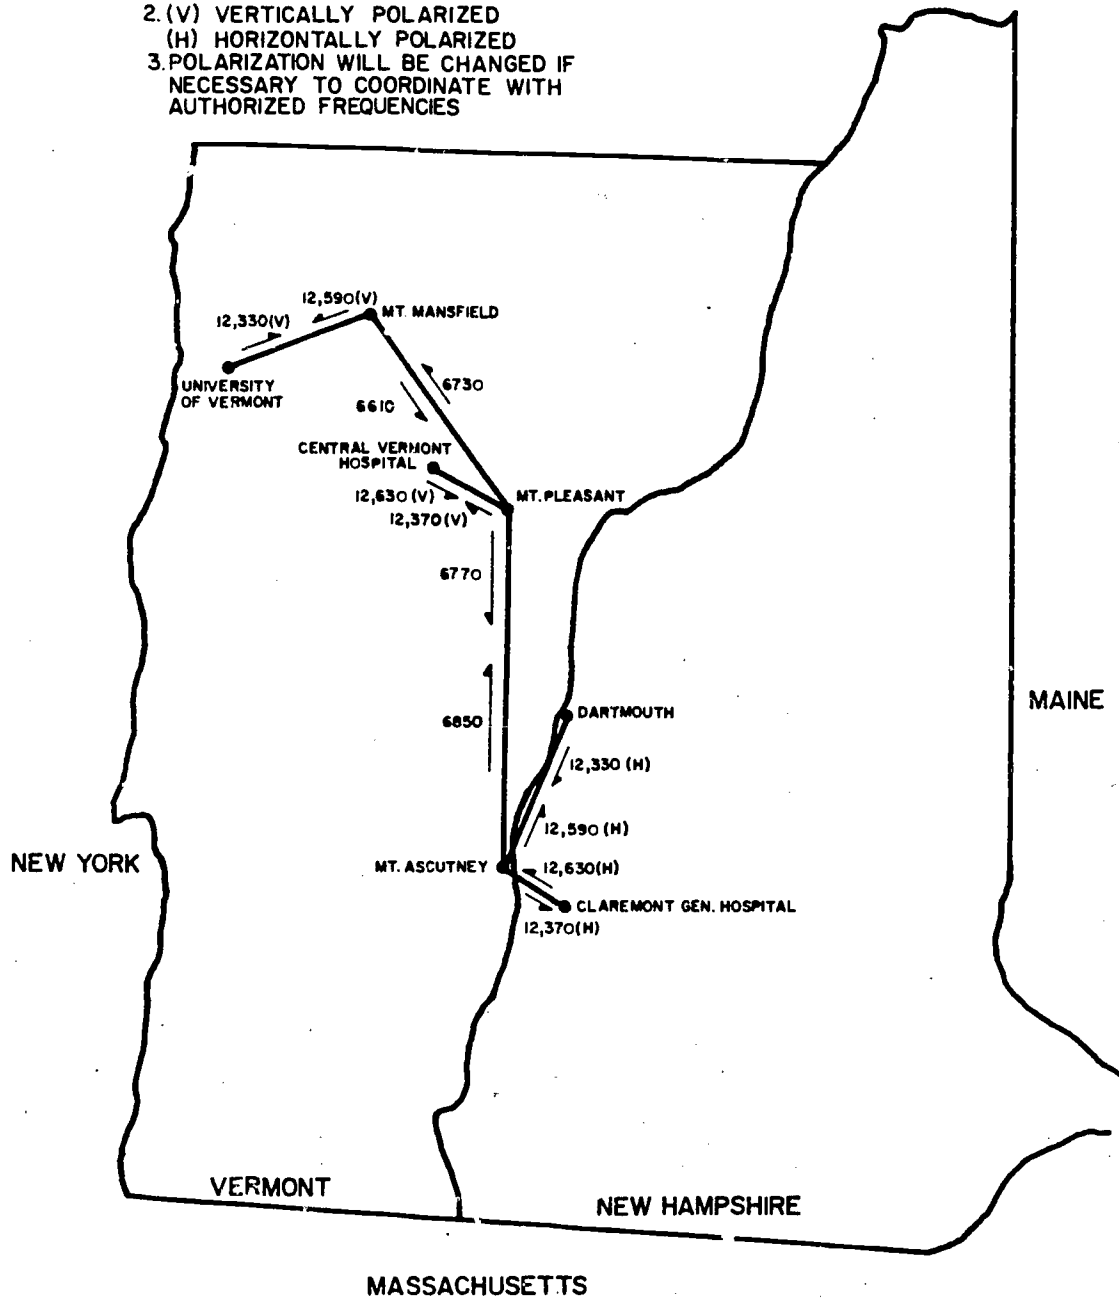 2. (V) VERTICALLY POLARIZED
(H) HORIZONTALLY POLARIZED
3. POLARIZATION WILL BE CHANGED IF
NECESSARY TO COORDINATE WITH
AUTHORIZED FREQUENCIES
12,590(V)
MT. MANSFIELD
12,330(V)
UNIVERSITY
OF VERMONT
6730
6610
CENTRAL VERMONT
HOSPITAL
12,630(V)
MT. PLEASANT
12,370(V)
6770
6850
DARTMOUTH
MAINE
12,330 (H)
12,590 (H)
NEW YORK
MT. ASCUTNEY
12,630(H)
CLAREMONT GEN. HOSPITAL
12,370(H)
VERMONT
NEW HAMPSHIRE
MASSACHUSETTS